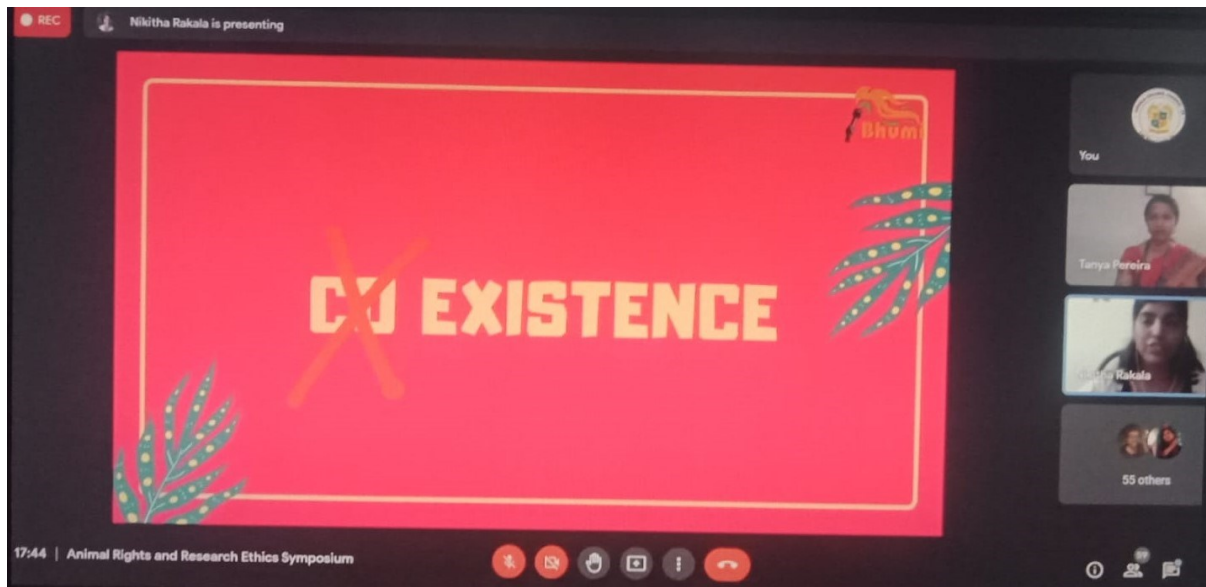 REC
Nikitha Rakala is presenting
Bhumi
CO EXISTENCE
You
Tanya Pereira
Rakala
55 others
17:44 | Animal Rights and Research Ethics Symposium